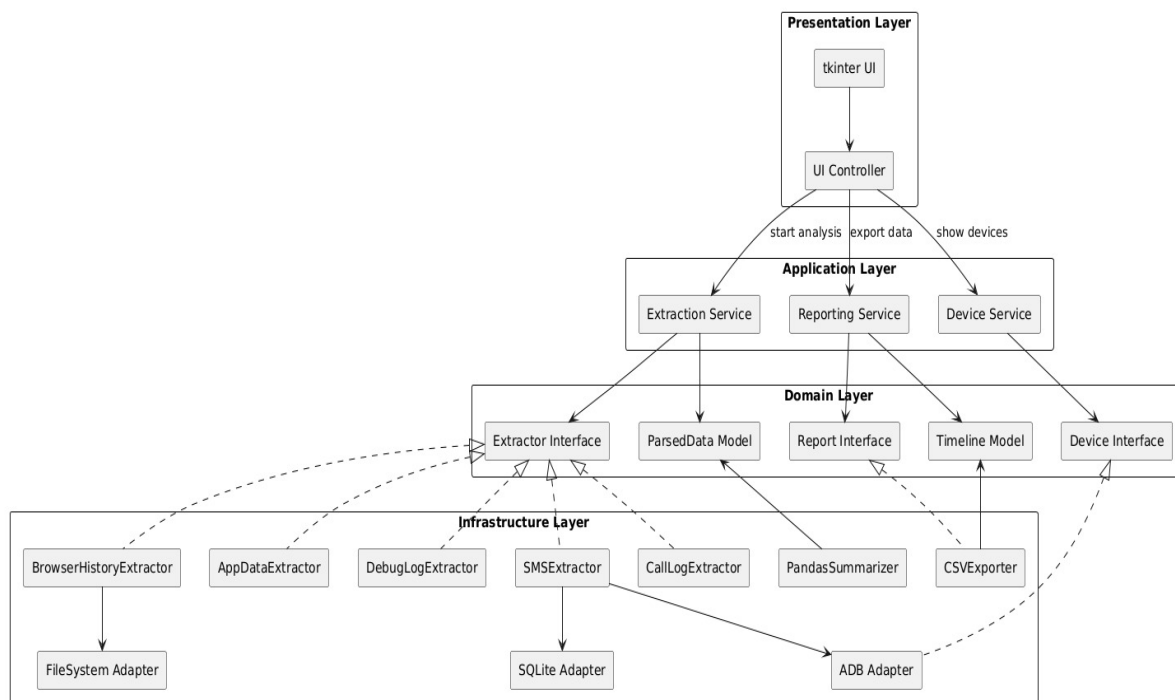 Presentation Layer
tkinter UI
UI Controller
start analysis
export data
show devices
Application Layer
Extraction Service
Reporting Service
Device Service
Domain Layer
Extractor Interface
ParsedData Model
Report Interface
Timeline Model
Device Interface
Infrastructure Layer
BrowserHistoryExtractor
AppDataExtractor
DebugLogExtractor
SMSExtractor
CallLogExtractor
PandasSummarizer
CSVExporter
FileSystem Adapter
SQLite Adapter
ADB Adapter